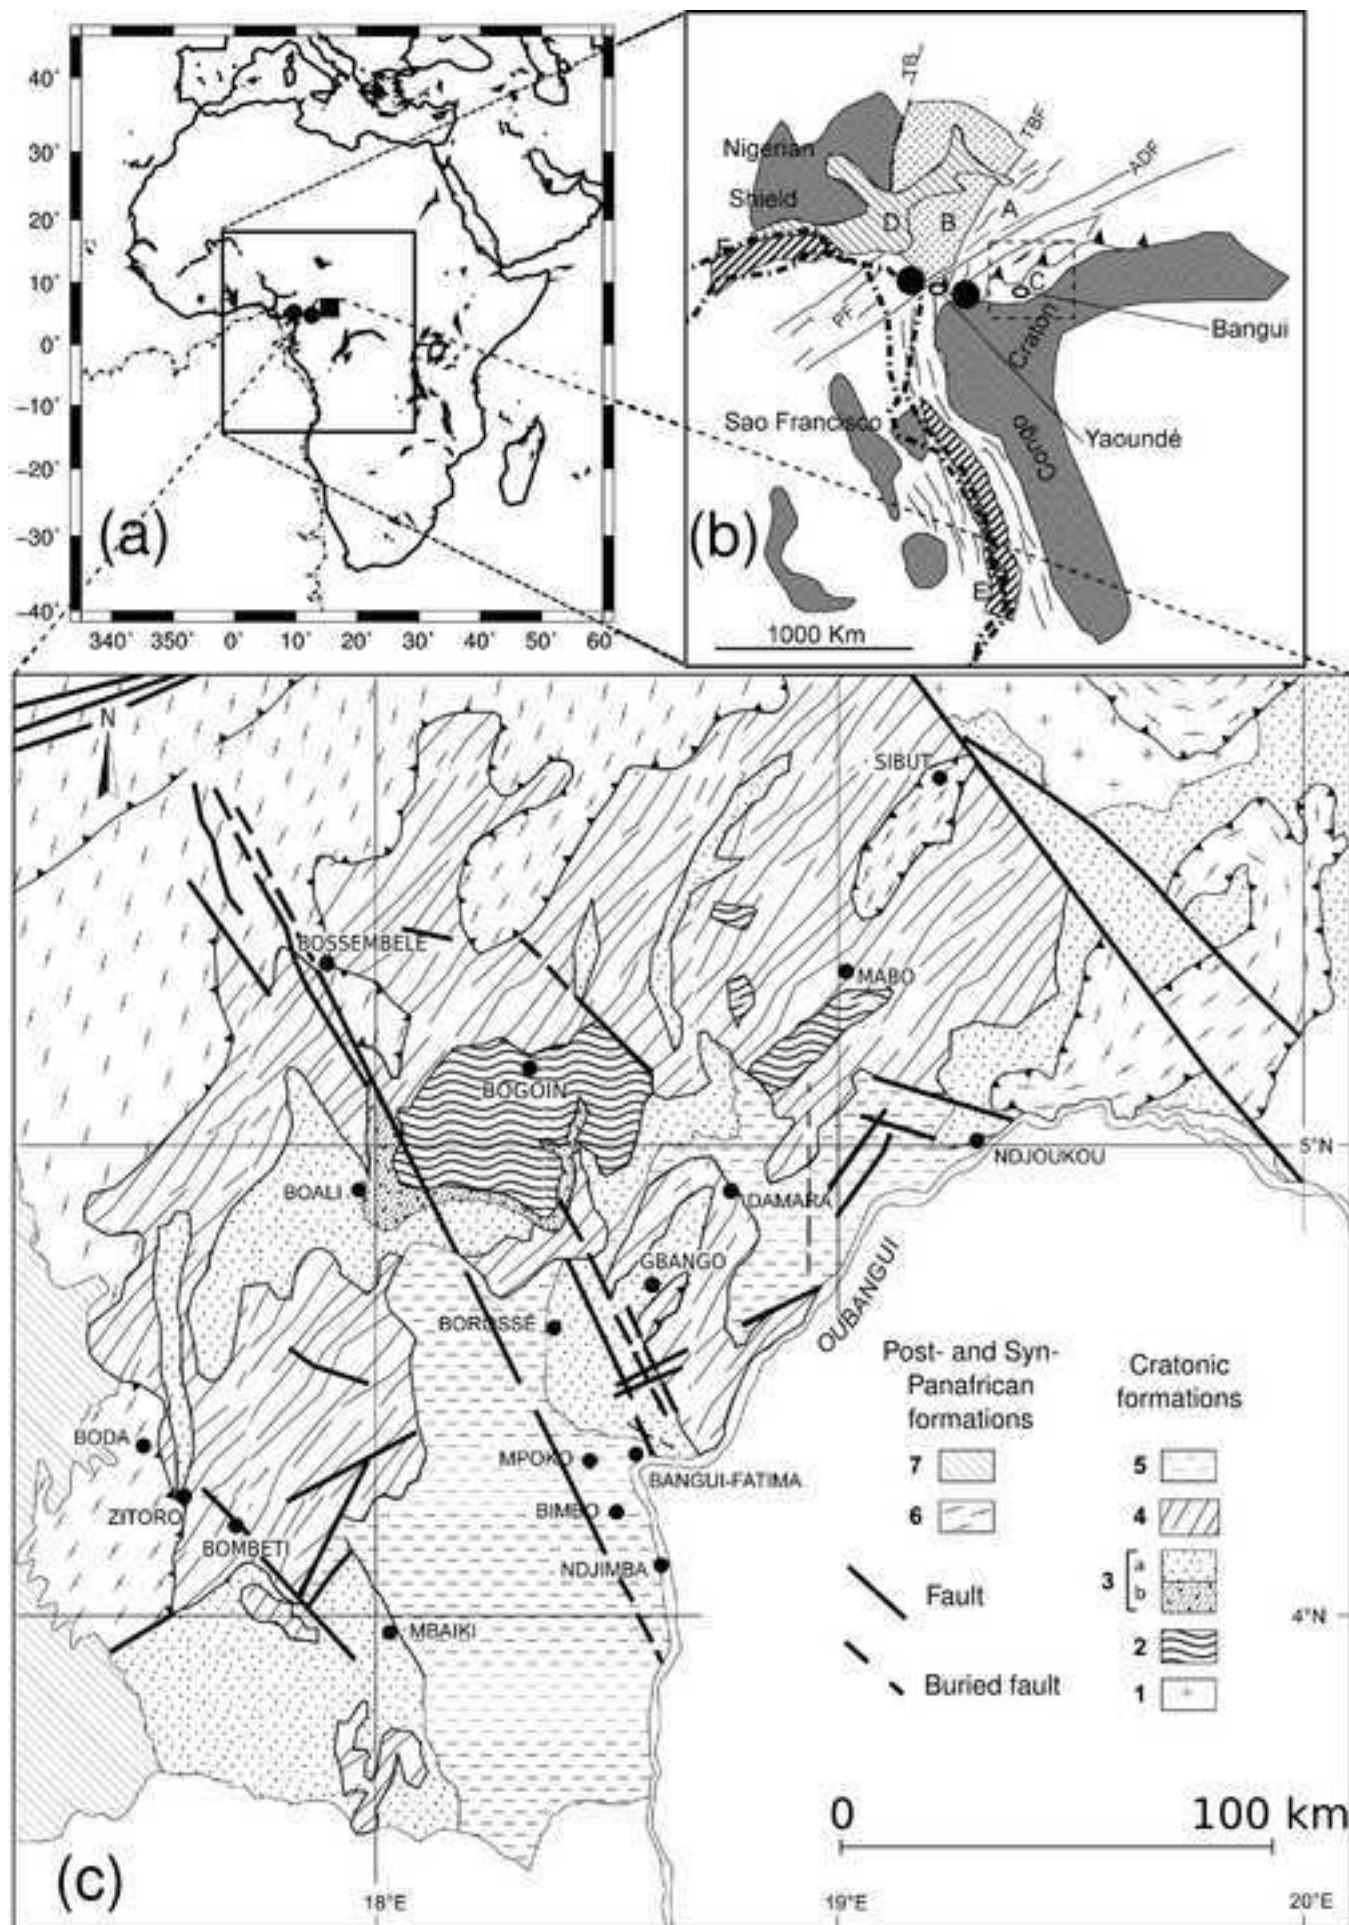 40°
30°
20°
10°
0°
−10°
−20°
−30°
−40°
340°
350°
0°
10°
20°
30°
40°
50°
60°
(a)
TB
TBF
ADF
Nigerian
Shield
D
B
A
C
PF
Bangui
Craton
Congo
Sao Francisco
Yaoundé
E
(b)
1000 Km
N
SIBUT
BOSSEMBELE
MABO
BOGOIN
5°N
NDJOUKOU
BOALI
DAMARA
GBANGO
OUBANGUI
BODA
MPOKO
BANGUI-FATIMA
ZITORO
BIMBO
BOMBETI
NDJIMBA
MBAIKI
4°N
Post- and Syn-
Panafrican
formations
7
6
Fault
Buried fault
Cratonic
formations
5
4
3
a
b
2
1
0
100 km
(c)
18°E
19°E
20°E